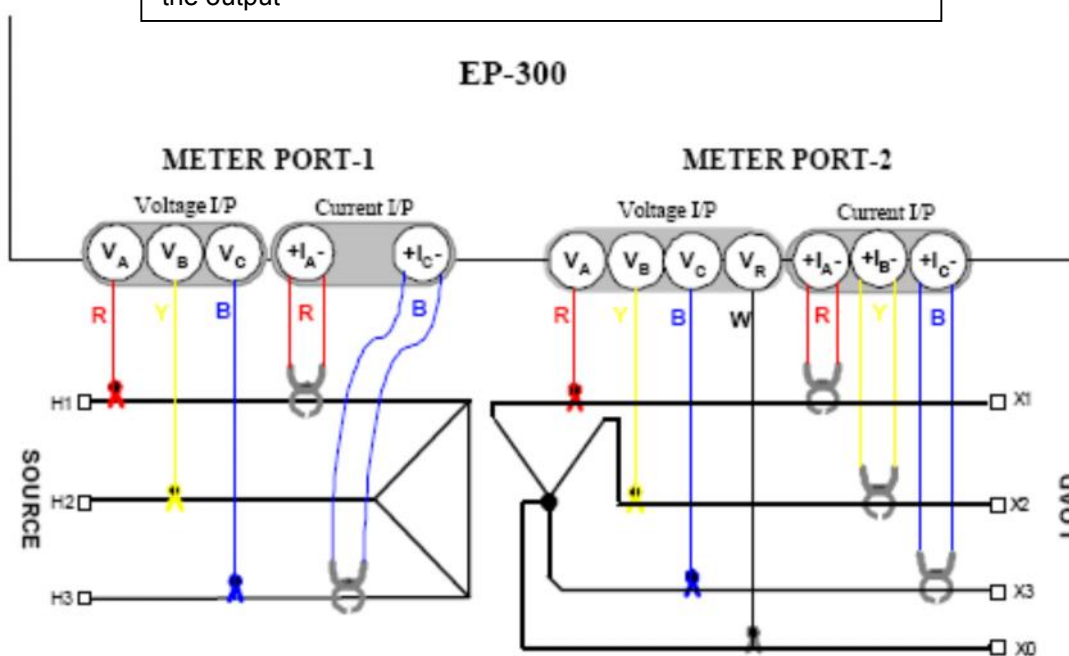 the output
EP-300
METER PORT-1
METER PORT-2
Voltage I/P
Current I/P
Voltage I/P
Current I/P
VA VB VC +IA- +IC- VA VB VC VR +IA- +IB- +IC-
R Y B R B R Y B W R Y B
H1 X1
H2 X2
H3 X3
X0
SOURCE
LOAD